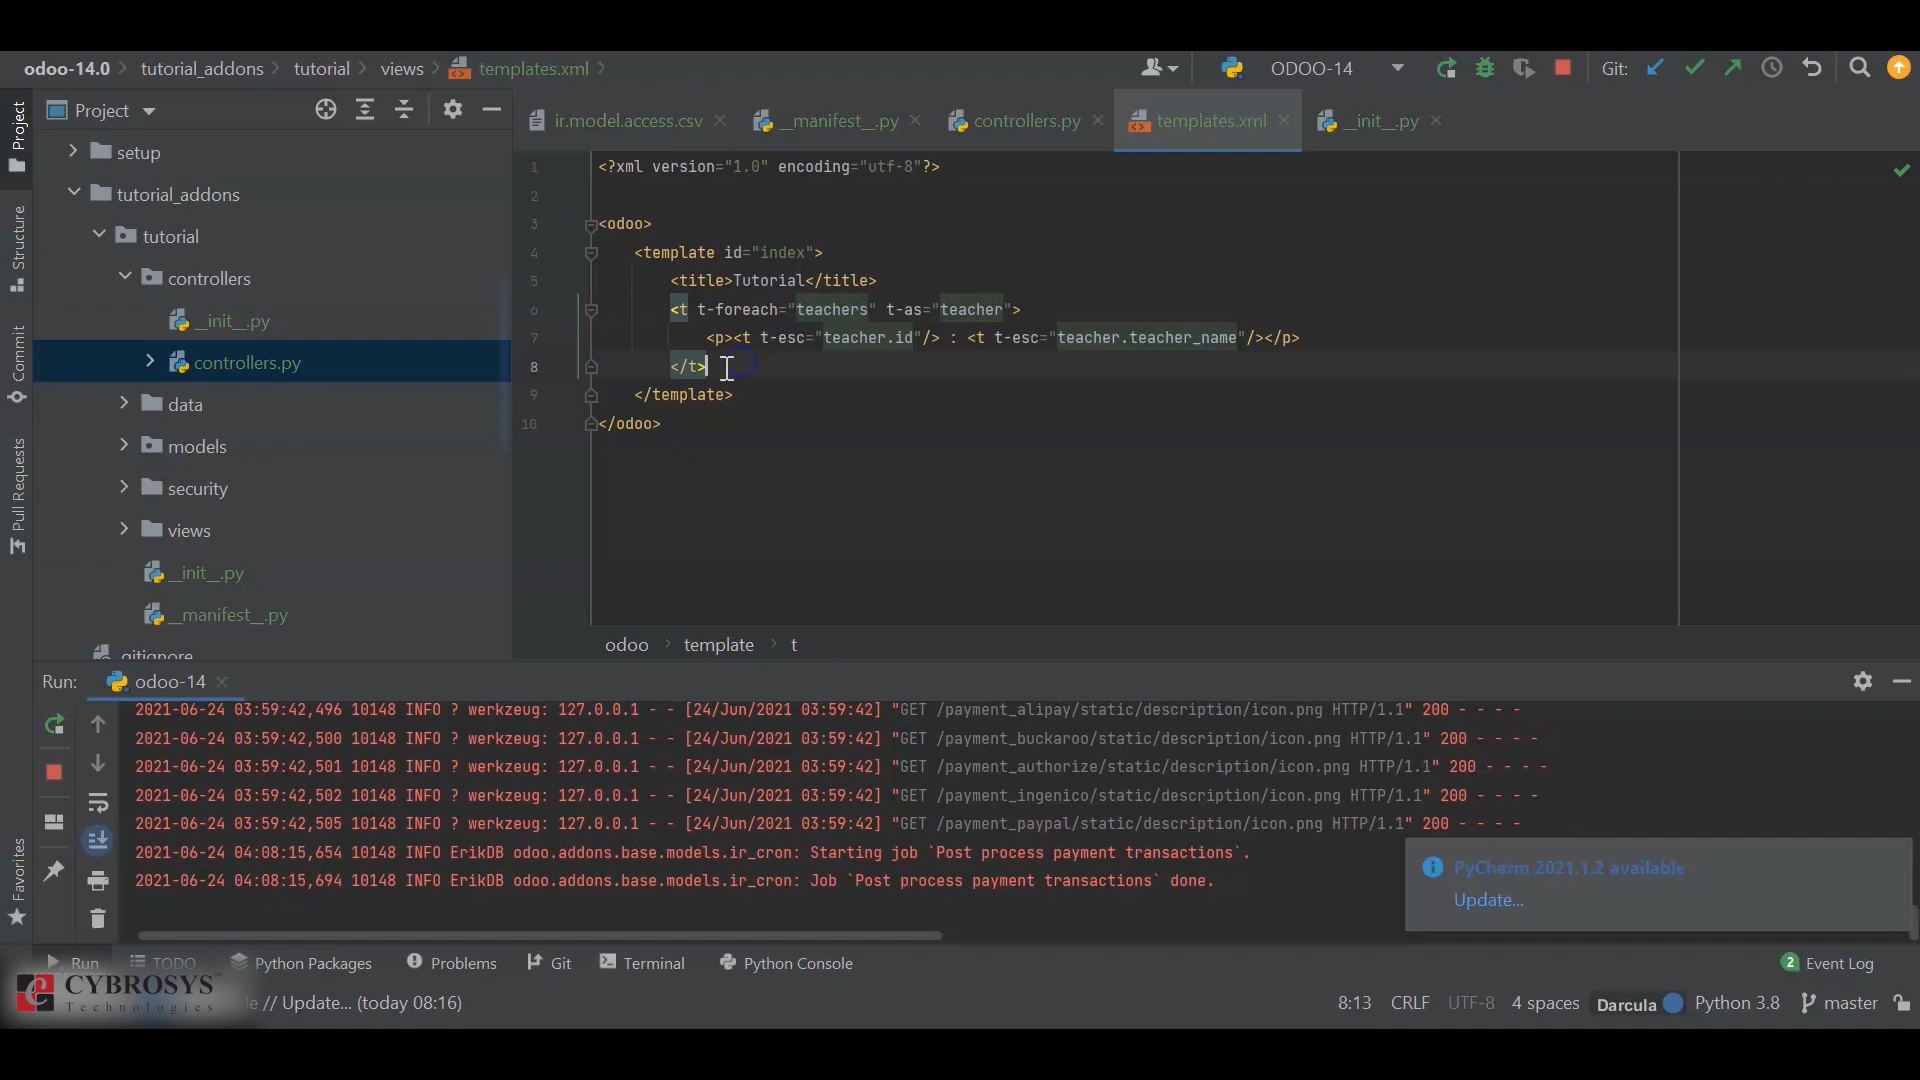 odoo-14.0 tutorial_addons tutorial views templates.xml ODOO-14 Git:
Project
ir.model.access.csv __manifest__.py controllers.py templates.xml __init__.py
setup
tutorial_addons
tutorial
controllers
__init__.py
controllers.py
data
models
security
views
__init__.py
__manifest__.py
.gitignore
Project
Structure
Commit
Pull Requests
Favorites
1 <?xml version="1.0" encoding="utf-8"?>
2
3 <odoo>
4 <template id="index">
5 <title>Tutorial</title>
6 <t t-foreach="teachers" t-as="teacher">
7 <p><t t-esc="teacher.id"/> : <t t-esc="teacher.teacher_name"/></p>
8 </t>
9 </template>
10 </odoo>
odoo template t
Run: odoo-14
2021-06-24 03:59:42,496 10148 INFO ? werkzeug: 127.0.0.1 - - [24/Jun/2021 03:59:42] "GET /payment_alipay/static/description/icon.png HTTP/1.1" 200 - - - -
2021-06-24 03:59:42,500 10148 INFO ? werkzeug: 127.0.0.1 - - [24/Jun/2021 03:59:42] "GET /payment_buckaroo/static/description/icon.png HTTP/1.1" 200 - - - -
2021-06-24 03:59:42,501 10148 INFO ? werkzeug: 127.0.0.1 - - [24/Jun/2021 03:59:42] "GET /payment_authorize/static/description/icon.png HTTP/1.1" 200 - - - -
2021-06-24 03:59:42,502 10148 INFO ? werkzeug: 127.0.0.1 - - [24/Jun/2021 03:59:42] "GET /payment_ingenico/static/description/icon.png HTTP/1.1" 200 - - - -
2021-06-24 03:59:42,505 10148 INFO ? werkzeug: 127.0.0.1 - - [24/Jun/2021 03:59:42] "GET /payment_paypal/static/description/icon.png HTTP/1.1" 200 - - - -
2021-06-24 04:08:15,654 10148 INFO ErikDB odoo.addons.base.models.ir_cron: Starting job `Post process payment transactions`.
2021-06-24 04:08:15,694 10148 INFO ErikDB odoo.addons.base.models.ir_cron: Job `Post process payment transactions` done.
PyCharm 2021.1.2 available
Update...
Run TODO Python Packages Problems Git Terminal Python Console 2 Event Log
CYBROSYS
Technologies
// Update... (today 08:16) 8:13 CRLF UTF-8 4 spaces Darcula Python 3.8 master